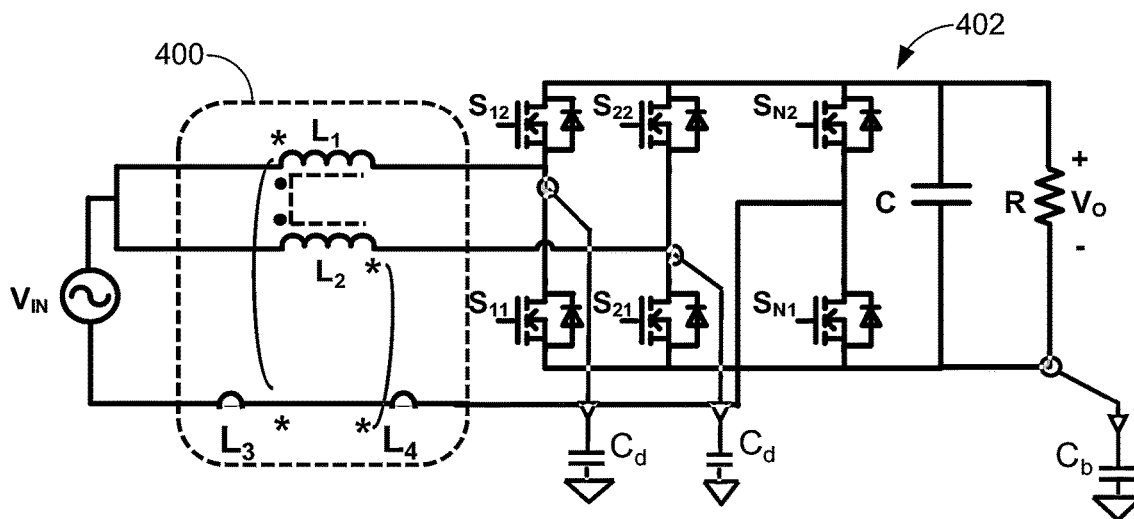 400
402
S12
S22
SN2
* L1
L2 *
VIN
S11
S21
SN1
C
R
+
VO
-
* *
L3 L4
Cd
Cd
Cb